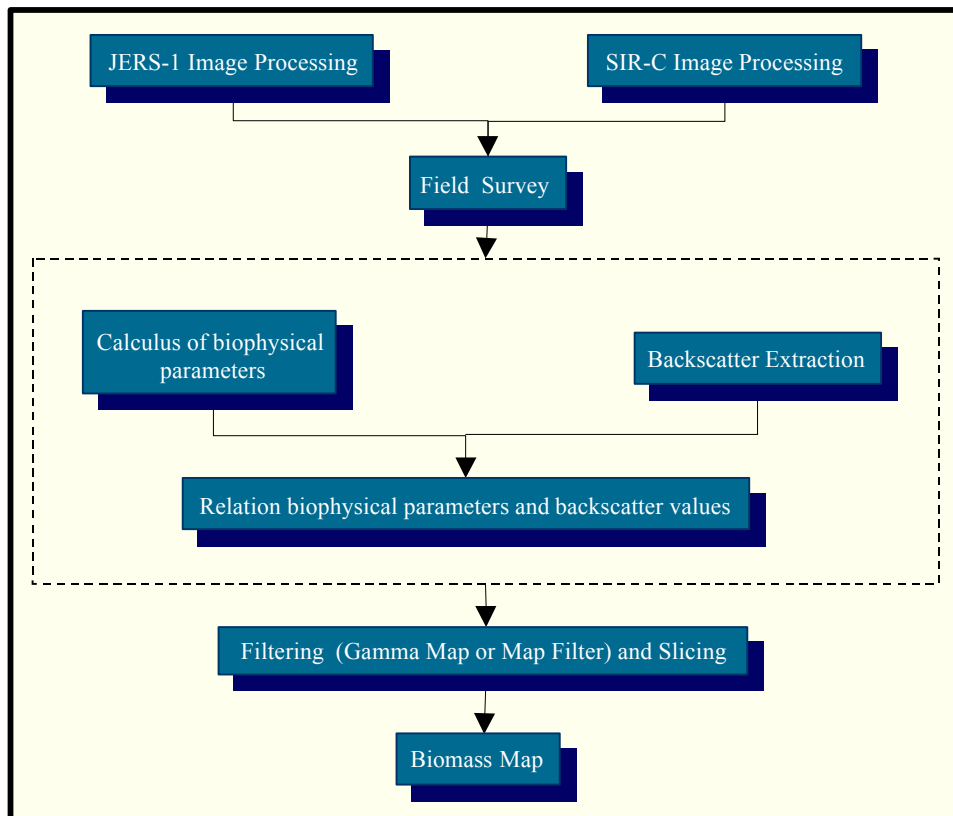 JERS-1 Image Processing
SIR-C Image Processing
Field Survey
Calculus of biophysical
parameters
Backscatter Extraction
Relation biophysical parameters and backscatter values
Filtering (Gamma Map or Map Filter) and Slicing
Biomass Map